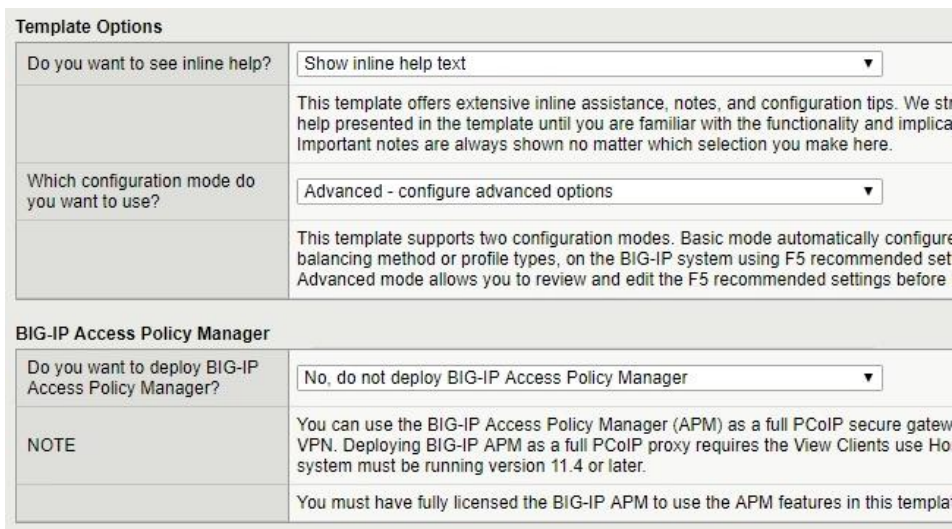 Template Options
Do you want to see inline help?
Show inline help text
This template offers extensive inline assistance, notes, and configuration tips. We
help presented in the template until you are familiar with the functionality and
Important notes are always shown no matter which selection you make here.
Which configuration mode do
you want to use?
Advanced - configure advanced options
This template supports two configuration modes. Basic mode automatically
balancing method or profile types, on the BIG-IP system using F5 recommended
Advanced mode allows you to review and edit the F5 recommended settings before
BIG-IP Access Policy Manager
Do you want to deploy BIG-IP
Access Policy Manager?
No, do not deploy BIG-IP Access Policy Manager
NOTE
You can use the BIG-IP Access Policy Manager (APM) as a full PCoIP secure
VPN. Deploying BIG-IP APM as a full PCoIP proxy requires the View Clients use
system must be running version 11.4 or later.
You must have fully licensed the BIG-IP APM to use the APM features in this